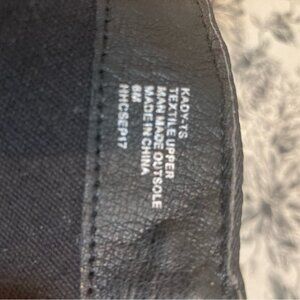 KADY-TS
TEXTILE UPPER
MAN MADE OUTSOLE
MADE IN CHINA
6M
HHCSEP17